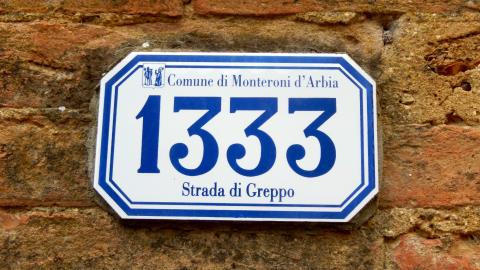 Comune di Monteroni d'Arbia
1333
Strada di Greppo